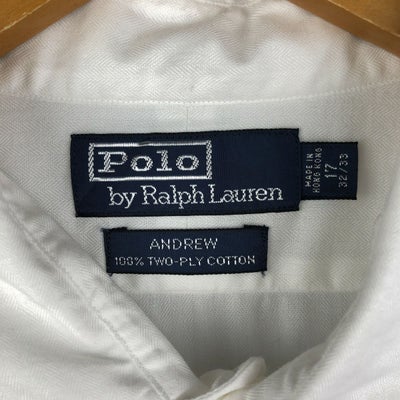 Polo
by Ralph Lauren
MADE IN
HONG KONG
17
32/33
ANDREW
100% TWO-PLY COTTON